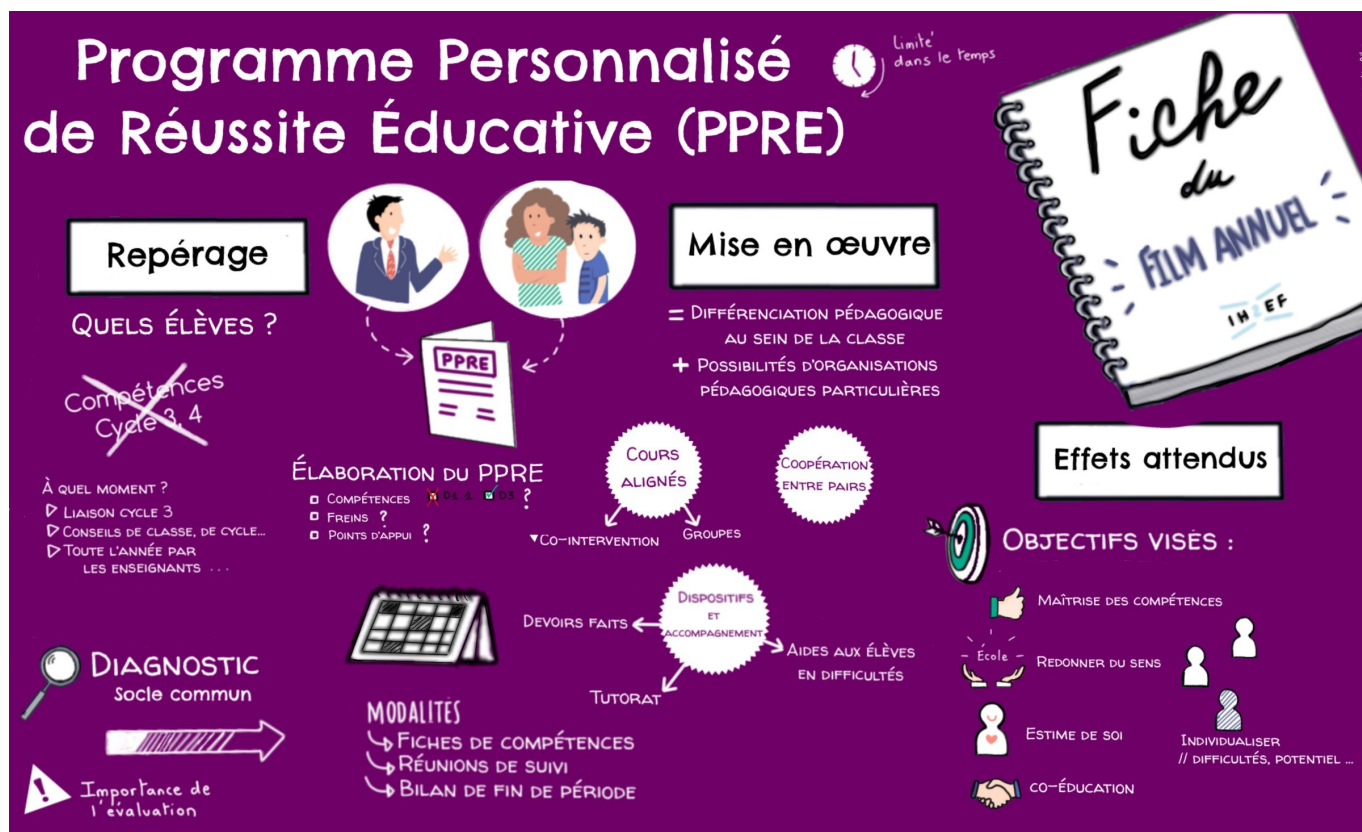 Programme Personnalisé
de Réussite Éducative (PPRE)
Limité
dans le temps
Fiche
du
FILM ANNUEL
IH2EF
Repérage
QUELS ÉLÈVES ?
Compétences
Cycle 3, 4
À QUEL MOMENT ?
LIAISON CYCLE 3
CONSEILS DE CLASSE, DE CYCLE...
TOUTE L'ANNÉE PAR
LES ENSEIGNANTS ...
DIAGNOSTIC
Socle commun
Importance de
l'évaluation
PPRE
ÉLABORATION DU PPRE
COMPÉTENCES D1.1 D3 ?
FREINS ?
POINTS D'APPUI ?
MODALITÉS
FICHES DE COMPÉTENCES
RÉUNIONS DE SUIVI
BILAN DE FIN DE PÉRIODE
Mise en œuvre
= DIFFÉRENCIATION PÉDAGOGIQUE
AU SEIN DE LA CLASSE
+ POSSIBILITÉS D'ORGANISATIONS
PÉDAGOGIQUES PARTICULIÈRES
COURS
ALIGNÉS
CO-INTERVENTION
GROUPES
COOPÉRATION
ENTRE PAIRS
DISPOSITIFS
ET
ACCOMPAGNEMENT
DEVOIRS FAITS
TUTORAT
AIDES AUX ÉLÈVES
EN DIFFICULTÉS
Effets attendus
OBJECTIFS VISÉS :
MAÎTRISE DES COMPÉTENCES
École
REDONNER DU SENS
ESTIME DE SOI
CO-ÉDUCATION
INDIVIDUALISER
// DIFFICULTÉS, POTENTIEL ...